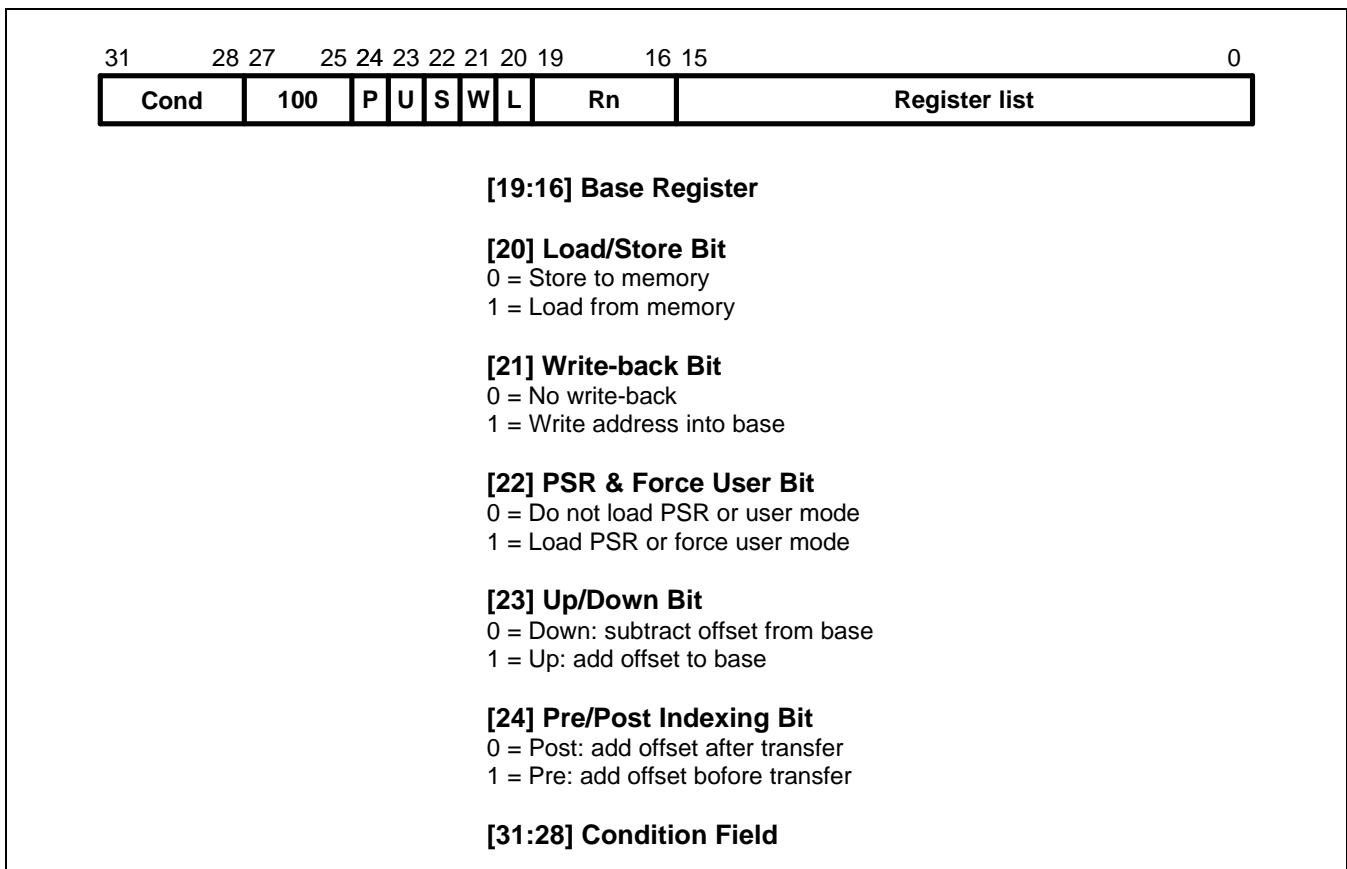 31 28 27 25 24 23 22 21 20 19 16 15 0
Cond 100 P U S W L Rn Register list
[19:16] Base Register
[20] Load/Store Bit
0 = Store to memory
1 = Load from memory
[21] Write-back Bit
0 = No write-back
1 = Write address into base
[22] PSR & Force User Bit
0 = Do not load PSR or user mode
1 = Load PSR or force user mode
[23] Up/Down Bit
0 = Down: subtract offset from base
1 = Up: add offset to base
[24] Pre/Post Indexing Bit
0 = Post: add offset after transfer
1 = Pre: add offset bofore transfer
[31:28] Condition Field